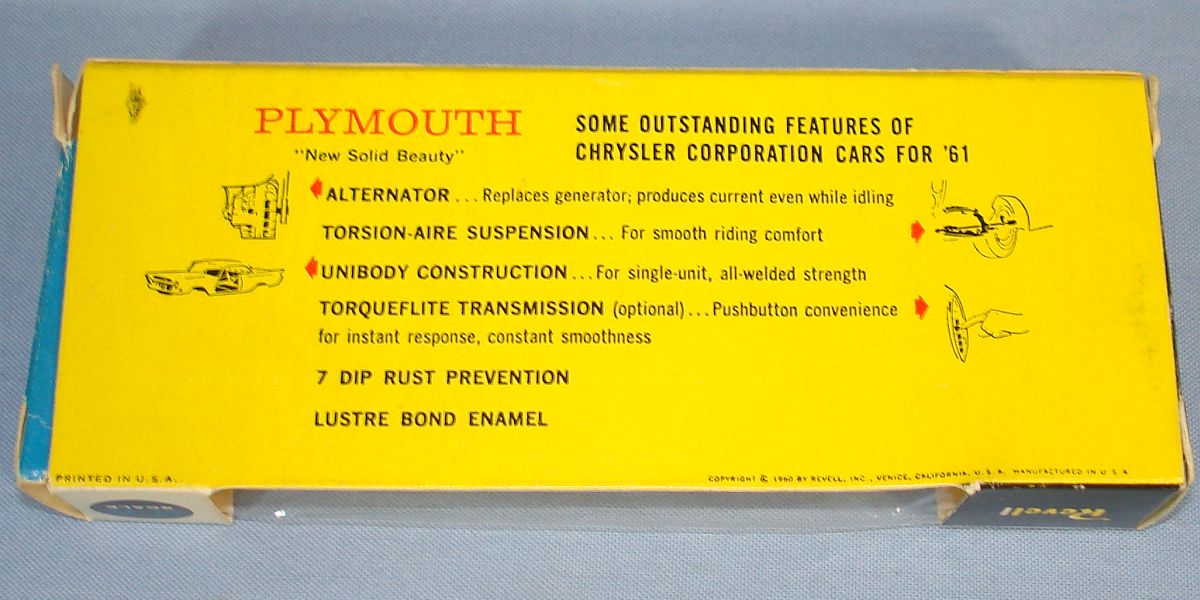 PLYMOUTH
"New Solid Beauty"
SOME OUTSTANDING FEATURES OF
CHRYSLER CORPORATION CARS FOR '61
ALTERNATOR ... Replaces generator; produces current even while idling
TORSION-AIRE SUSPENSION ... For smooth riding comfort
UNIBODY CONSTRUCTION ... For single-unit, all-welded strength
TORQUEFLITE TRANSMISSION (optional) ... Pushbutton convenience
for instant response, constant smoothness
7 DIP RUST PREVENTION
LUSTRE BOND ENAMEL
PRINTED IN U.S.A.
COPYRIGHT © 1960 BY REVELL, INC., VENICE, CALIFORNIA, U.S.A. MANUFACTURED IN U.S.A.
SCALE
Revell